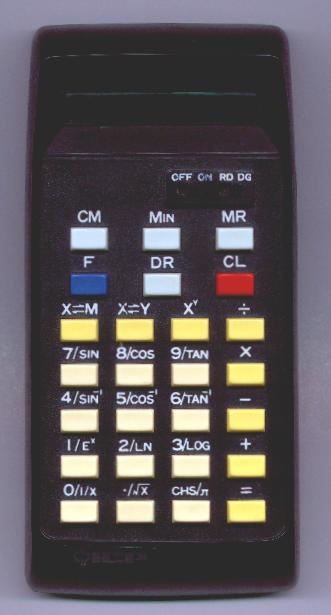 OFF ON RD DG
CM MIN MR
F DR CL
X⇌M X⇌Y Xʸ ÷
7/SIN 8/COS 9/TAN ×
4/SIN⁻¹ 5/COS⁻¹ 6/TAN⁻¹ −
1/Eˣ 2/LN 3/LOG +
0/1/X ·/√X CHS/π =